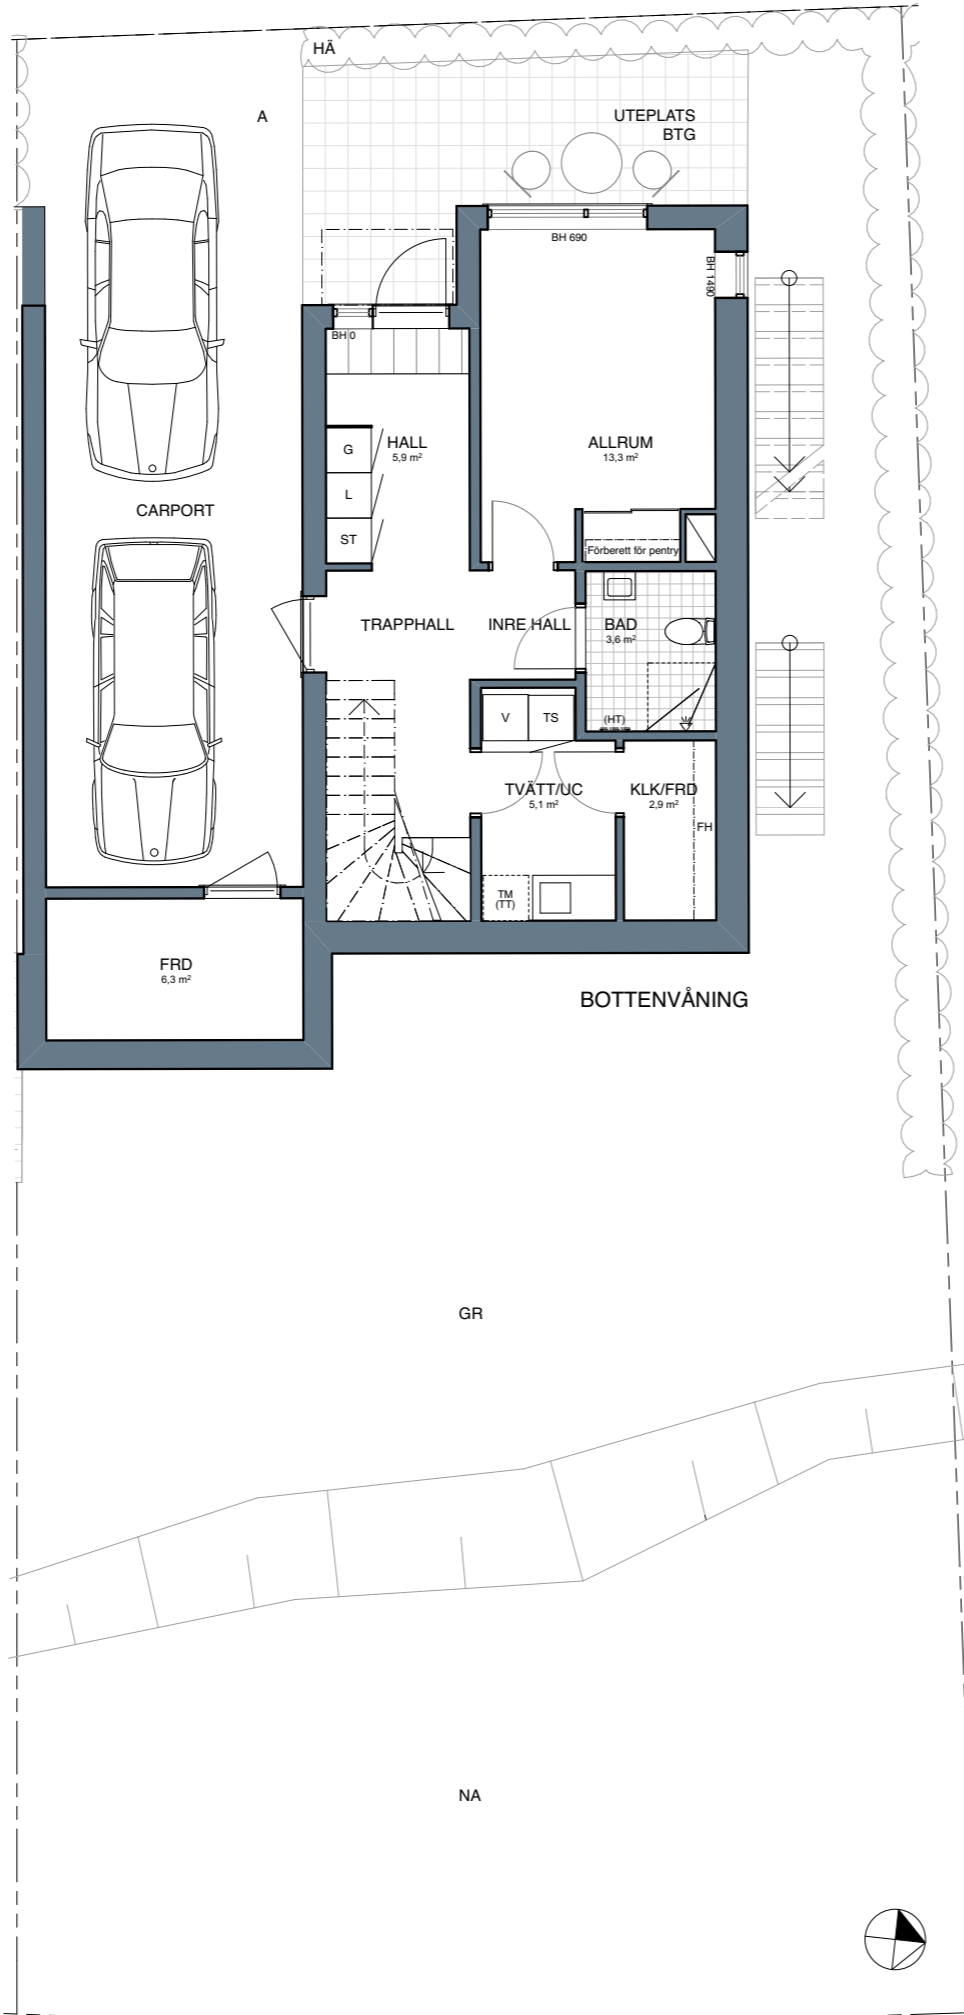 HÄ
A
UTEPLATS
BTG
BH 690
BH 1490
BH 0
G
HALL
5,9 m²
ALLRUM
13,3 m²
L
CARPORT
ST
Förberett för pentry
TRAPPHALL
INRE HALL
BAD
3,6 m²
V
TS
(HT)
TVÄTT/UC
5,1 m²
KLK/FRD
2,9 m²
FH
TM
(TT)
FRD
6,3 m²
BOTTENVÅNING
GR
NA